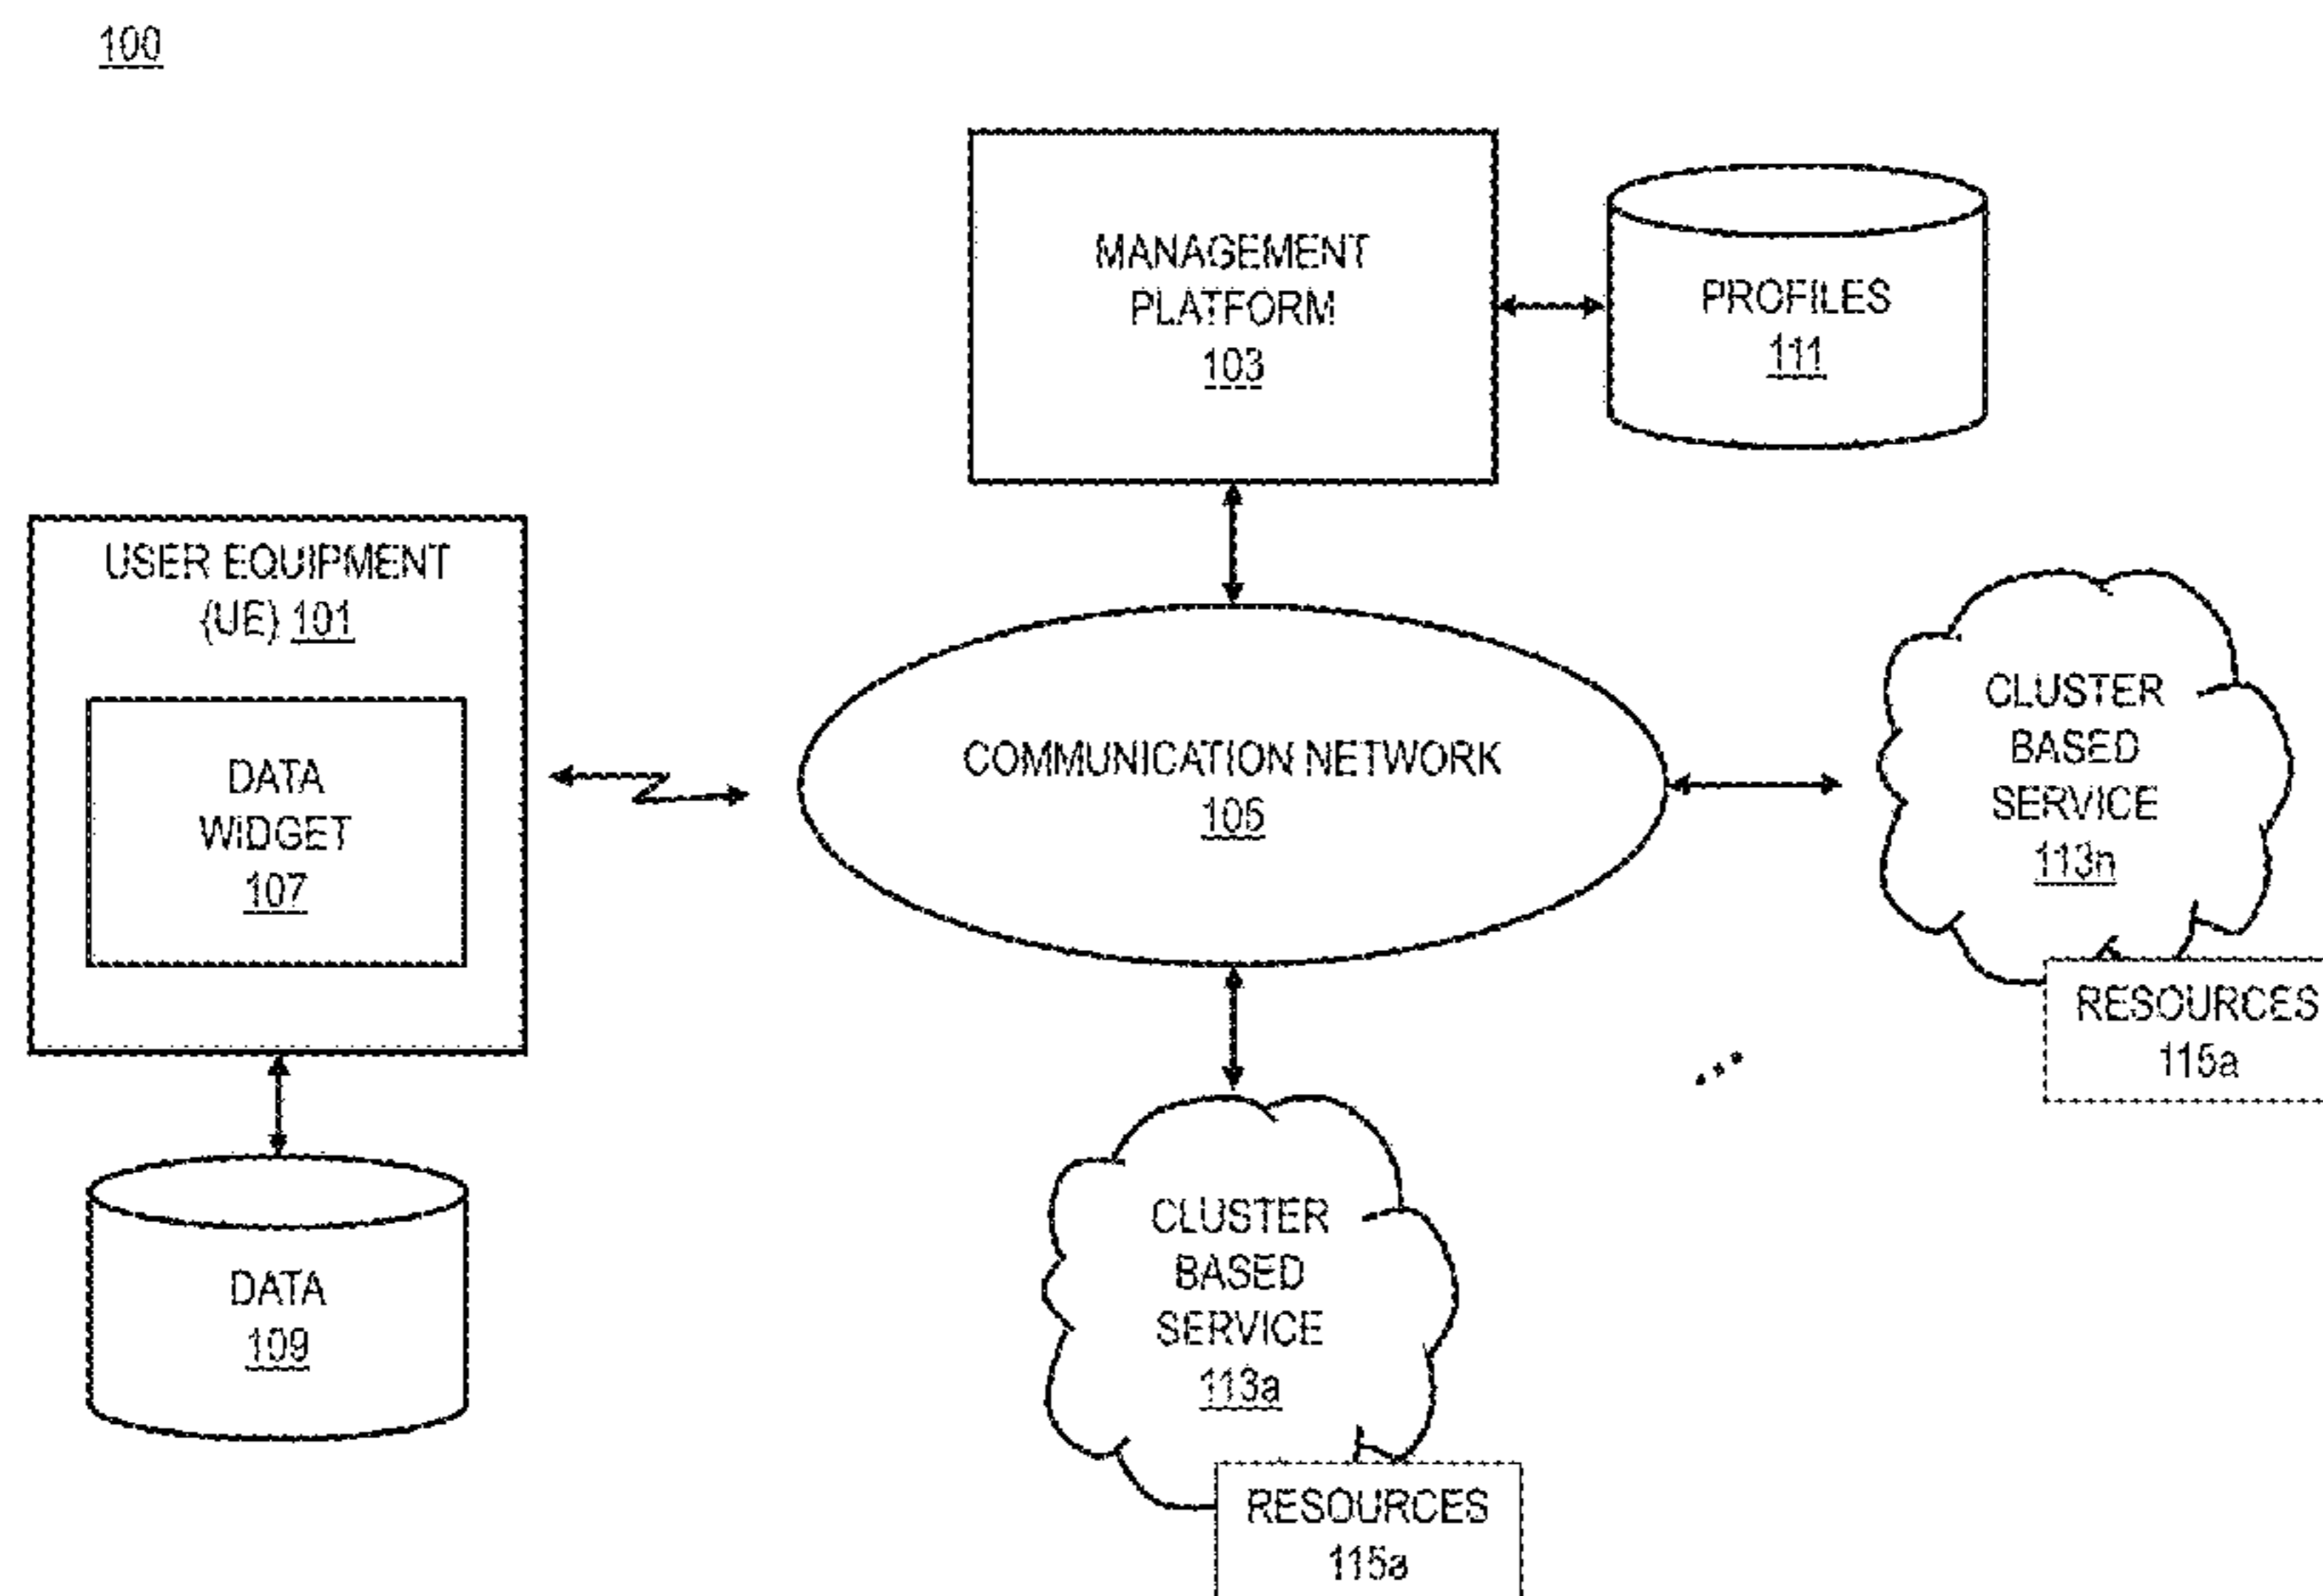 100
MANAGEMENT
PLATFORM
103
PROFILES
111
USER EQUIPMENT
(UE) 101
DATA
WIDGET
107
COMMUNICATION NETWORK
105
CLUSTER
BASED
SERVICE
113n
RESOURCES
115a
DATA
109
CLUSTER
BASED
SERVICE
113a
RESOURCES
115a
...